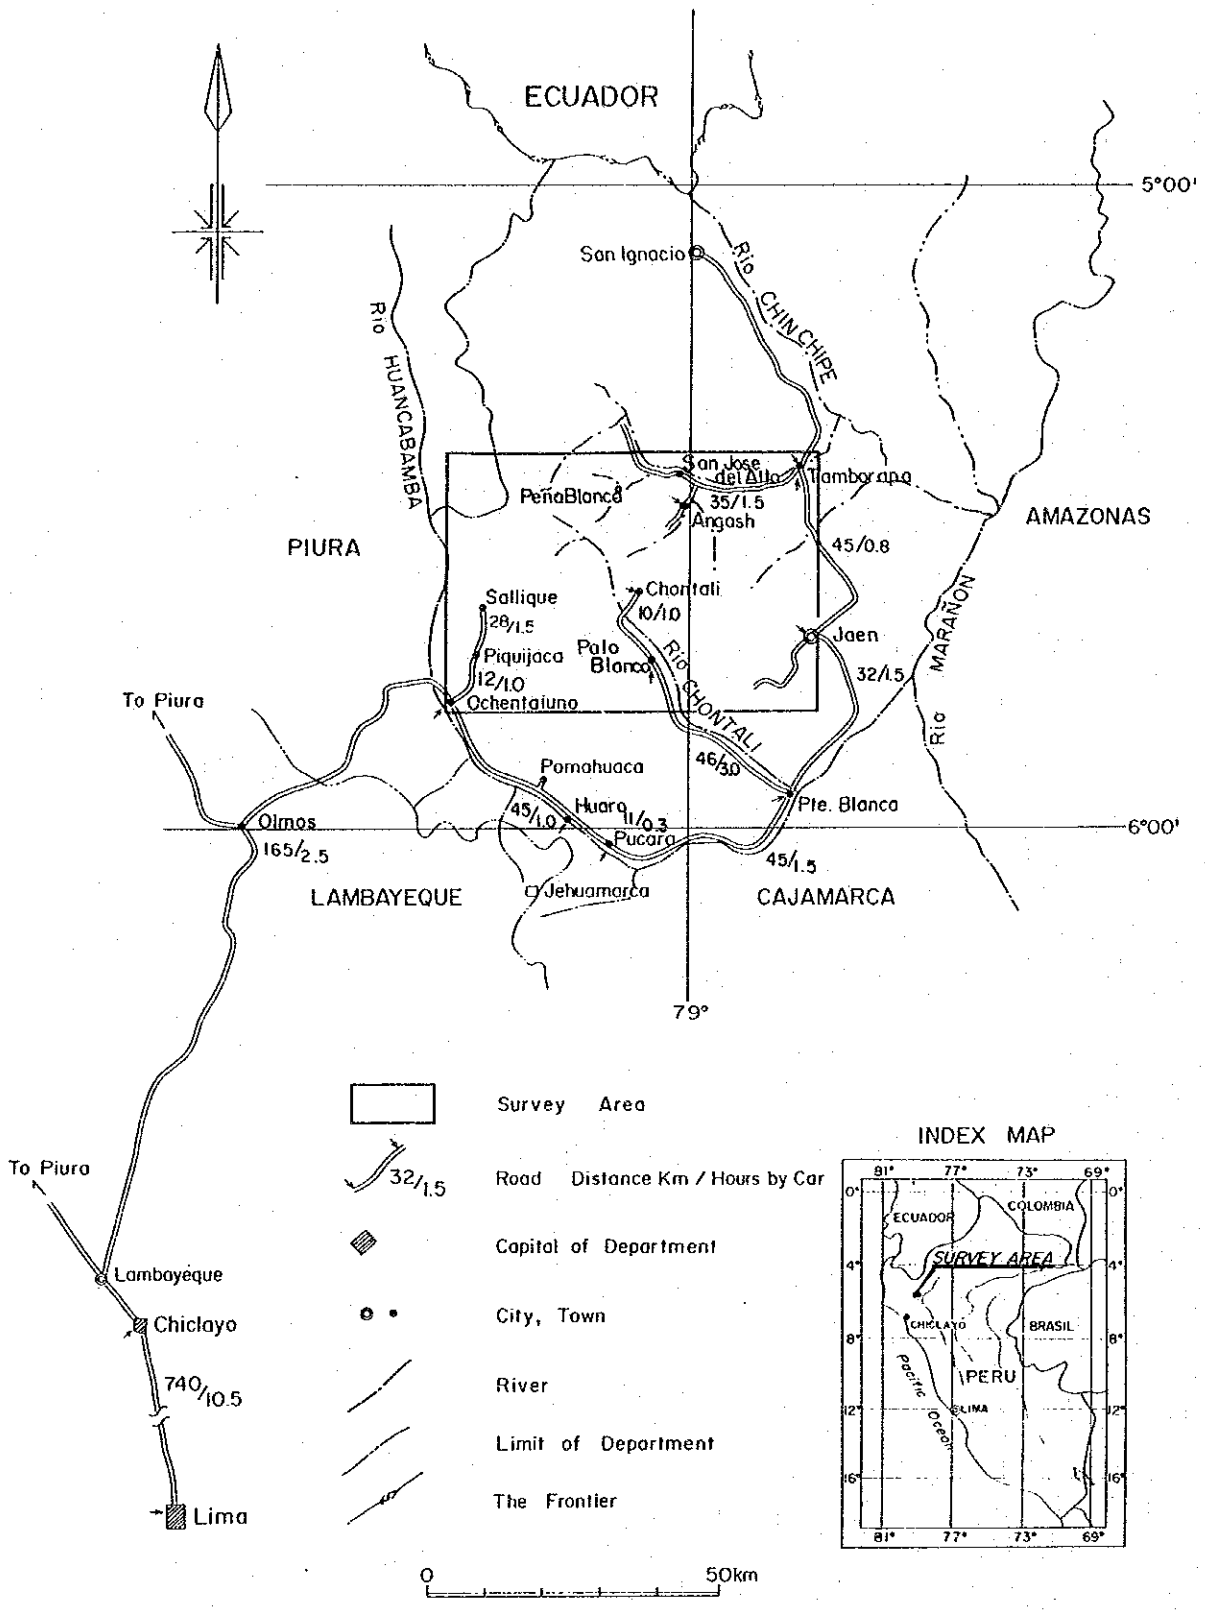 ECUADOR
5°00'
San Ignacio
Rio CHINCHIPE
Rio HUANCABAMBA
San Jose
del Alto
Tamborapa
Peña Blanca
35/1.5
Angash
AMAZONAS
PIURA
45/0.8
Rio MARAÑON
Chontali
10/1.0
Sallique
28/1.5
Jaen
Palo
Blanco
Piquijaca
12/1.0
Rio CHONTALI
32/1.5
To Piura
Ochentaiuno
46/3.0
Pomahuaca
Pte. Blanca
Huaro
45/1.0
11/0.3
Olmos
6°00'
Pucara
165/2.5
45/1.5
LAMBAYEQUE
Jehuamarca
CAJAMARCA
79°
Survey Area
32/1.5
Road Distance Km / Hours by Car
Capital of Department
City, Town
River
Limit of Department
The Frontier
To Piura
Lambayeque
Chiclayo
740/10.5
Lima
0 50km
INDEX MAP
81° 77° 73° 69°
0° 0°
ECUADOR
COLOMBIA
SURVEY AREA
4° 4°
CHICLAYO
BRASIL
8° 8°
PERU
Pacific Ocean
12° 12°
LIMA
16° 16°
81° 77° 73° 69°